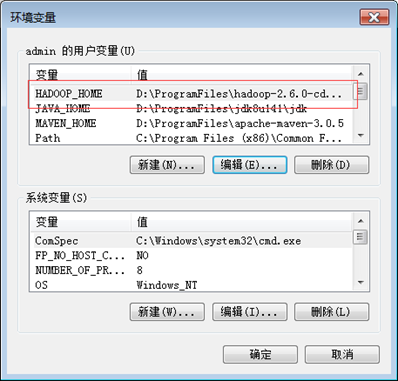 环境变量
admin 的用户变量(U)
变量 值
HADOOP_HOME D:\ProgramFiles\hadoop-2.6.0-cd...
JAVA_HOME D:\ProgramFiles\jdk8u141\jdk
MAVEN_HOME D:\ProgramFiles\apache-maven-3.0.5
Path C:\Program Files (x86)\Common F...
新建(N)... 编辑(E)... 删除(D)
系统变量(S)
变量 值
ComSpec C:\Windows\system32\cmd.exe
FP_NO_HOST_C... NO
NUMBER_OF_PR... 8
OS Windows_NT
新建(W)... 编辑(I)... 删除(L)
确定 取消